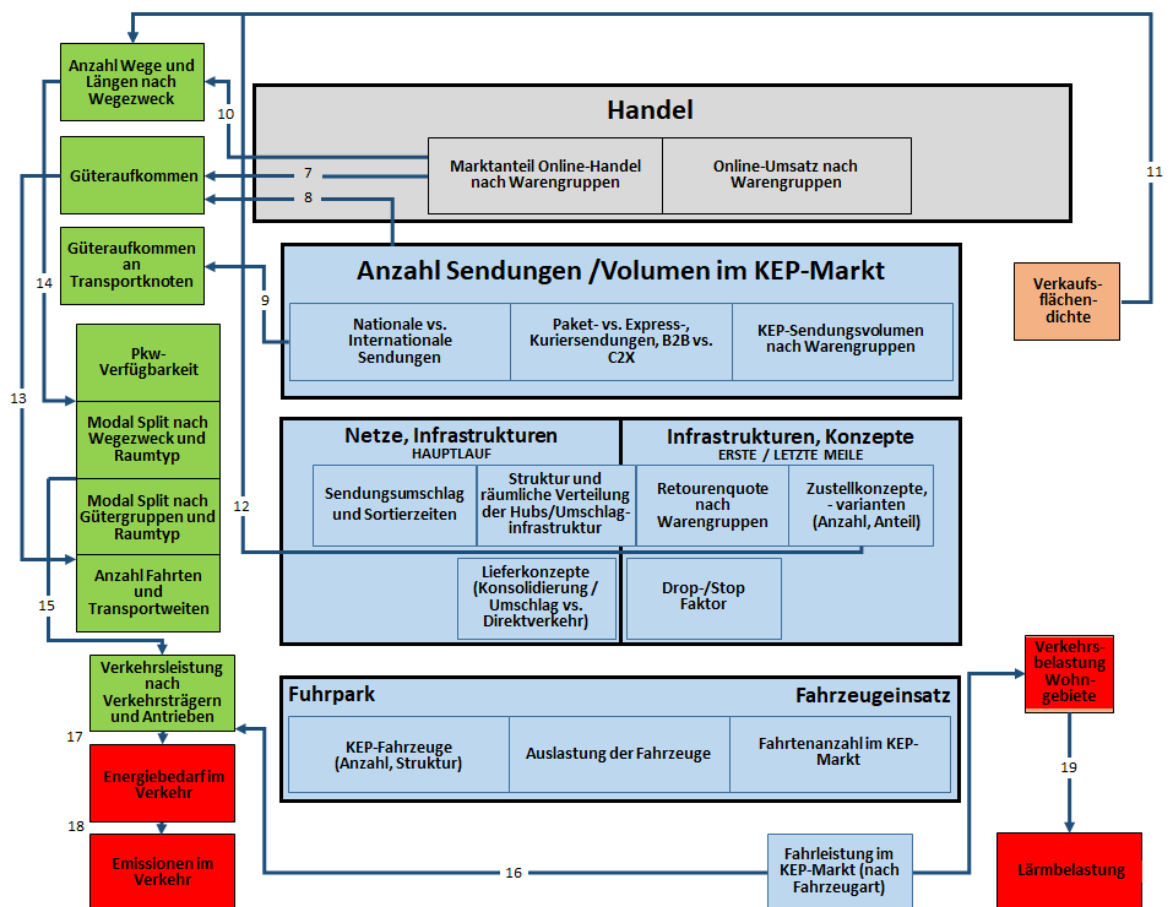 Anzahl Wege und
Längen nach
Wegezweck
10
Handel
Marktanteil Online-Handel
nach Warengruppen
Online-Umsatz nach
Warengruppen
Güteraufkommen
7
8
11
Güteraufkommen
an
Transportknoten
14
9
Anzahl Sendungen /Volumen im KEP-Markt
Nationale vs.
Internationale
Sendungen
Paket- vs. Express-,
Kuriersendungen, B2B vs.
C2X
KEP-Sendungsvolumen
nach Warengruppen
Verkaufs-
flächen-
dichte
Pkw-
Verfügbarkeit
13
Modal Split nach
Wegezweck und
Raumtyp
Modal Split nach
Gütergruppen und
Raumtyp
12
Anzahl Fahrten
und
Transportweiten
15
Netze, Infrastrukturen
HAUPTLAUF
Infrastrukturen, Konzepte
ERSTE / LETZTE MEILE
Sendungsumschlag
und Sortierzeiten
Struktur und
räumliche Verteilung
der Hubs/Umschlag-
infrastruktur
Retourenquote
nach
Warengruppen
Zustellkonzepte,
- varianten
(Anzahl, Anteil)
Lieferkonzepte
(Konsolidierung /
Umschlag vs.
Direktverkehr)
Drop-/Stop
Faktor
Verkehrsleistung
nach
Verkehrsträgern
und Antrieben
Fuhrpark
Fahrzeugeinsatz
KEP-Fahrzeuge
(Anzahl, Struktur)
Auslastung der Fahrzeuge
Fahrtenanzahl im KEP-
Markt
Verkehrs-
belastung
Wohn-
gebiete
17
Energiebedarf im
Verkehr
18
Emissionen im
Verkehr
16
Fahrleistung im
KEP-Markt (nach
Fahrzeugart)
19
Lärmbelastung